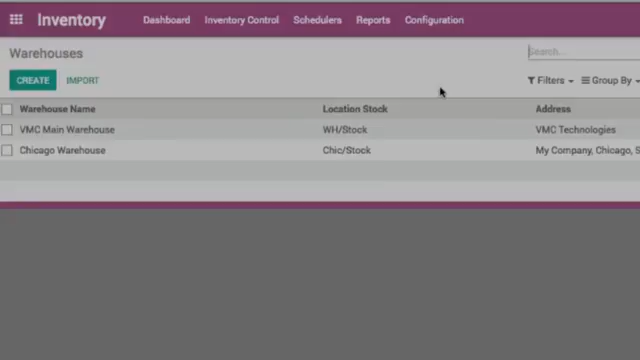 Inventory Dashboard Inventory Control Schedulers Reports Configuration
Warehouses Search...
CREATE IMPORT Filters Group By
Warehouse Name Location Stock Address
VMC Main Warehouse WH/Stock VMC Technologies
Chicago Warehouse Chic/Stock My Company, Chicago, S